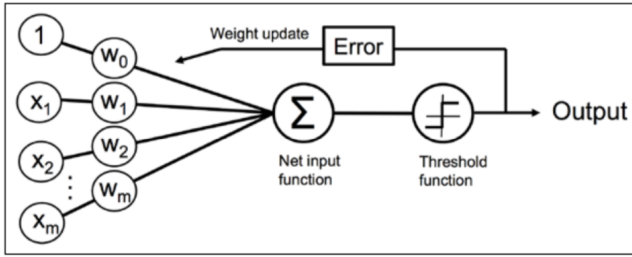 1
w₀
Weight update
Error
x₁
w₁
Σ
Output
x₂
w₂
Net input
function
Threshold
function
⋮
wₘ
xₘ